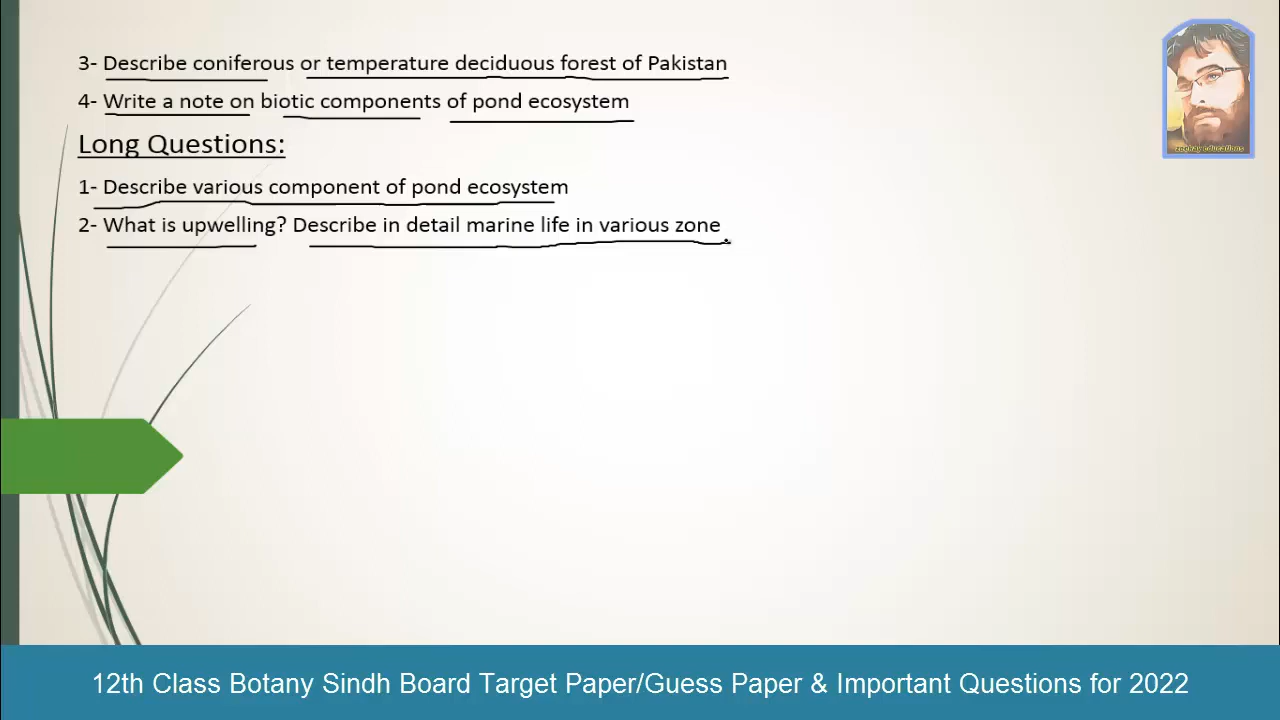 3- Describe coniferous or temperature deciduous forest of Pakistan
4- Write a note on biotic components of pond ecosystem
Long Questions:
1- Describe various component of pond ecosystem
2- What is upwelling? Describe in detail marine life in various zone
zeekay educations
12th Class Botany Sindh Board Target Paper/Guess Paper & Important Questions for 2022